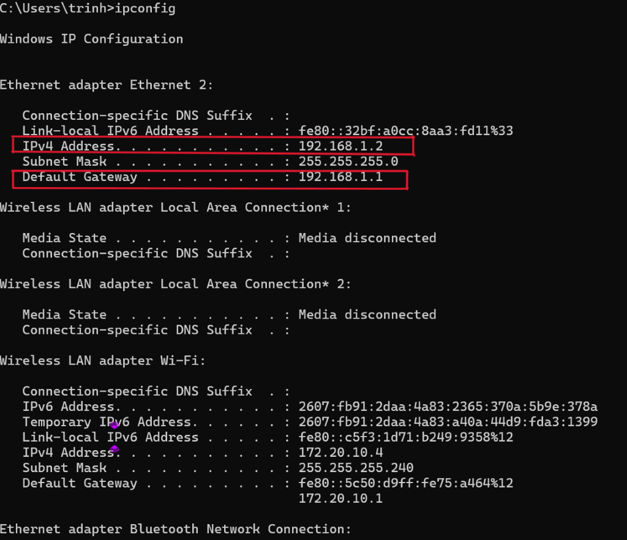 C:\Users\trinh>ipconfig
Windows IP Configuration
Ethernet adapter Ethernet 2:
Connection-specific DNS Suffix  . :
Link-local IPv6 Address . . . . . : fe80::32bf:a0cc:8aa3:fd11%33
IPv4 Address. . . . . . . . . . . : 192.168.1.2
Subnet Mask . . . . . . . . . . . : 255.255.255.0
Default Gateway . . . . . . . . . : 192.168.1.1
Wireless LAN adapter Local Area Connection* 1:
Media State . . . . . . . . . . . : Media disconnected
Connection-specific DNS Suffix  . :
Wireless LAN adapter Local Area Connection* 2:
Media State . . . . . . . . . . . : Media disconnected
Connection-specific DNS Suffix  . :
Wireless LAN adapter Wi-Fi:
Connection-specific DNS Suffix  . :
IPv6 Address. . . . . . . . . . . : 2607:fb91:2daa:4a83:2365:370a:5b9e:378a
Temporary IPv6 Address. . . . . . : 2607:fb91:2daa:4a83:a40a:44d9:fda3:1399
Link-local IPv6 Address . . . . . : fe80::c5f3:1d71:b249:9358%12
IPv4 Address. . . . . . . . . . . : 172.20.10.4
Subnet Mask . . . . . . . . . . . : 255.255.255.240
Default Gateway . . . . . . . . . : fe80::5c50:d9ff:fe75:a464%12
172.20.10.1
Ethernet adapter Bluetooth Network Connection: